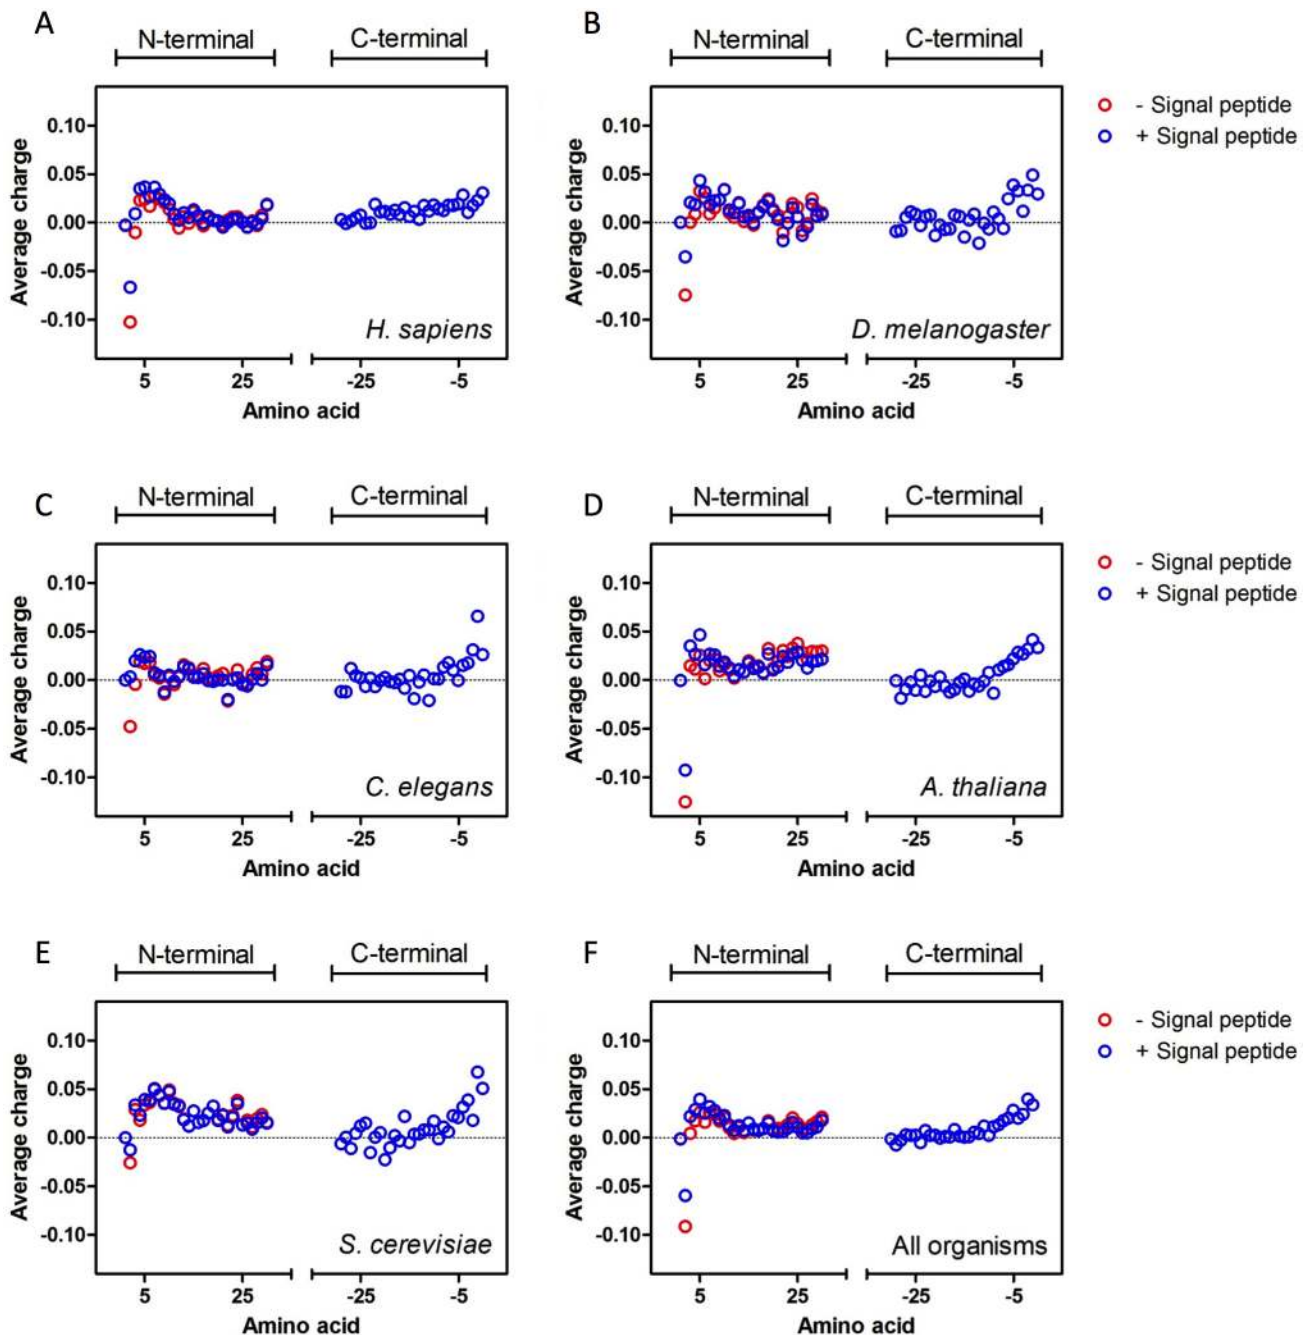 A
N-terminal
C-terminal
Average charge
0.10
0.05
0.00
-0.05
-0.10
H. sapiens
5
25
-25
-5
Amino acid
B
N-terminal
C-terminal
Average charge
0.10
0.05
0.00
-0.05
-0.10
D. melanogaster
5
25
-25
-5
Amino acid
- Signal peptide
+ Signal peptide
C
N-terminal
C-terminal
Average charge
0.10
0.05
0.00
-0.05
-0.10
C. elegans
5
25
-25
-5
Amino acid
D
N-terminal
C-terminal
Average charge
0.10
0.05
0.00
-0.05
-0.10
A. thaliana
5
25
-25
-5
Amino acid
- Signal peptide
+ Signal peptide
E
N-terminal
C-terminal
Average charge
0.10
0.05
0.00
-0.05
-0.10
S. cerevisiae
5
25
-25
-5
Amino acid
F
N-terminal
C-terminal
Average charge
0.10
0.05
0.00
-0.05
-0.10
All organisms
5
25
-25
-5
Amino acid
- Signal peptide
+ Signal peptide